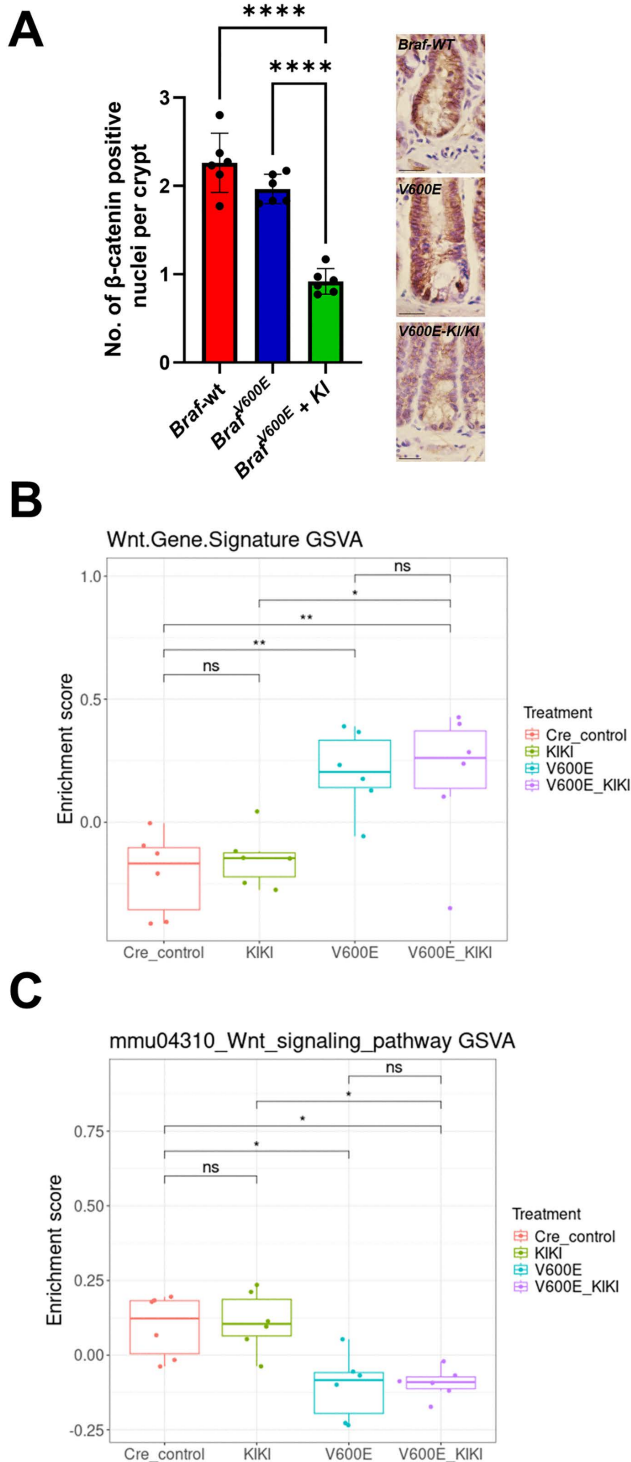 A
****
****
3
2
1
0
No. of β-catenin positive
nuclei per crypt
Braf-wt
Braf^V600E
Braf^V600E + KI
Braf-WT
V600E
V600E-KI/KI
B
Wnt.Gene.Signature GSVA
1.0
0.5
0.0
Enrichment score
ns
*
**
**
ns
Cre_control
KIKI
V600E
V600E_KIKI
Treatment
Cre_control
KIKI
V600E
V600E_KIKI
C
mmu04310_Wnt_signaling_pathway GSVA
0.75
0.50
0.25
0.00
-0.25
Enrichment score
ns
*
*
*
ns
Cre_control
KIKI
V600E
V600E_KIKI
Treatment
Cre_control
KIKI
V600E
V600E_KIKI